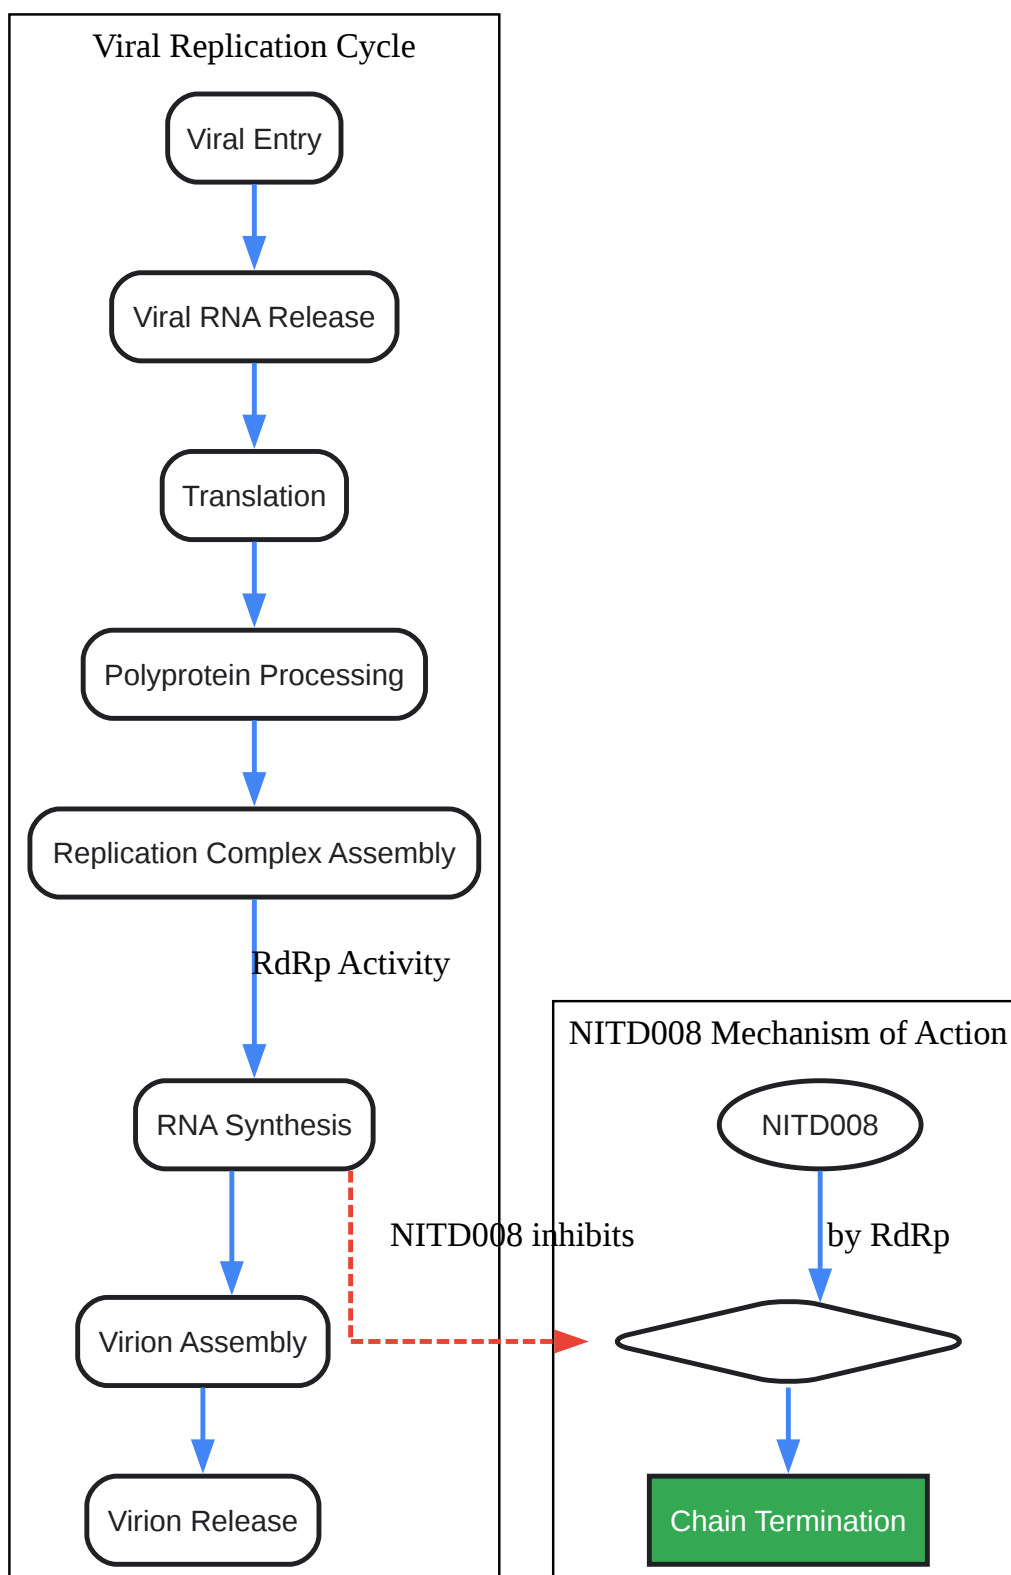 Viral Replication Cycle
Viral Entry
Viral RNA Release
Translation
Polyprotein Processing
Replication Complex Assembly
RdRp Activity
RNA Synthesis
Virion Assembly
Virion Release
NITD008 inhibits
NITD008 Mechanism of Action
NITD008
by RdRp
Chain Termination